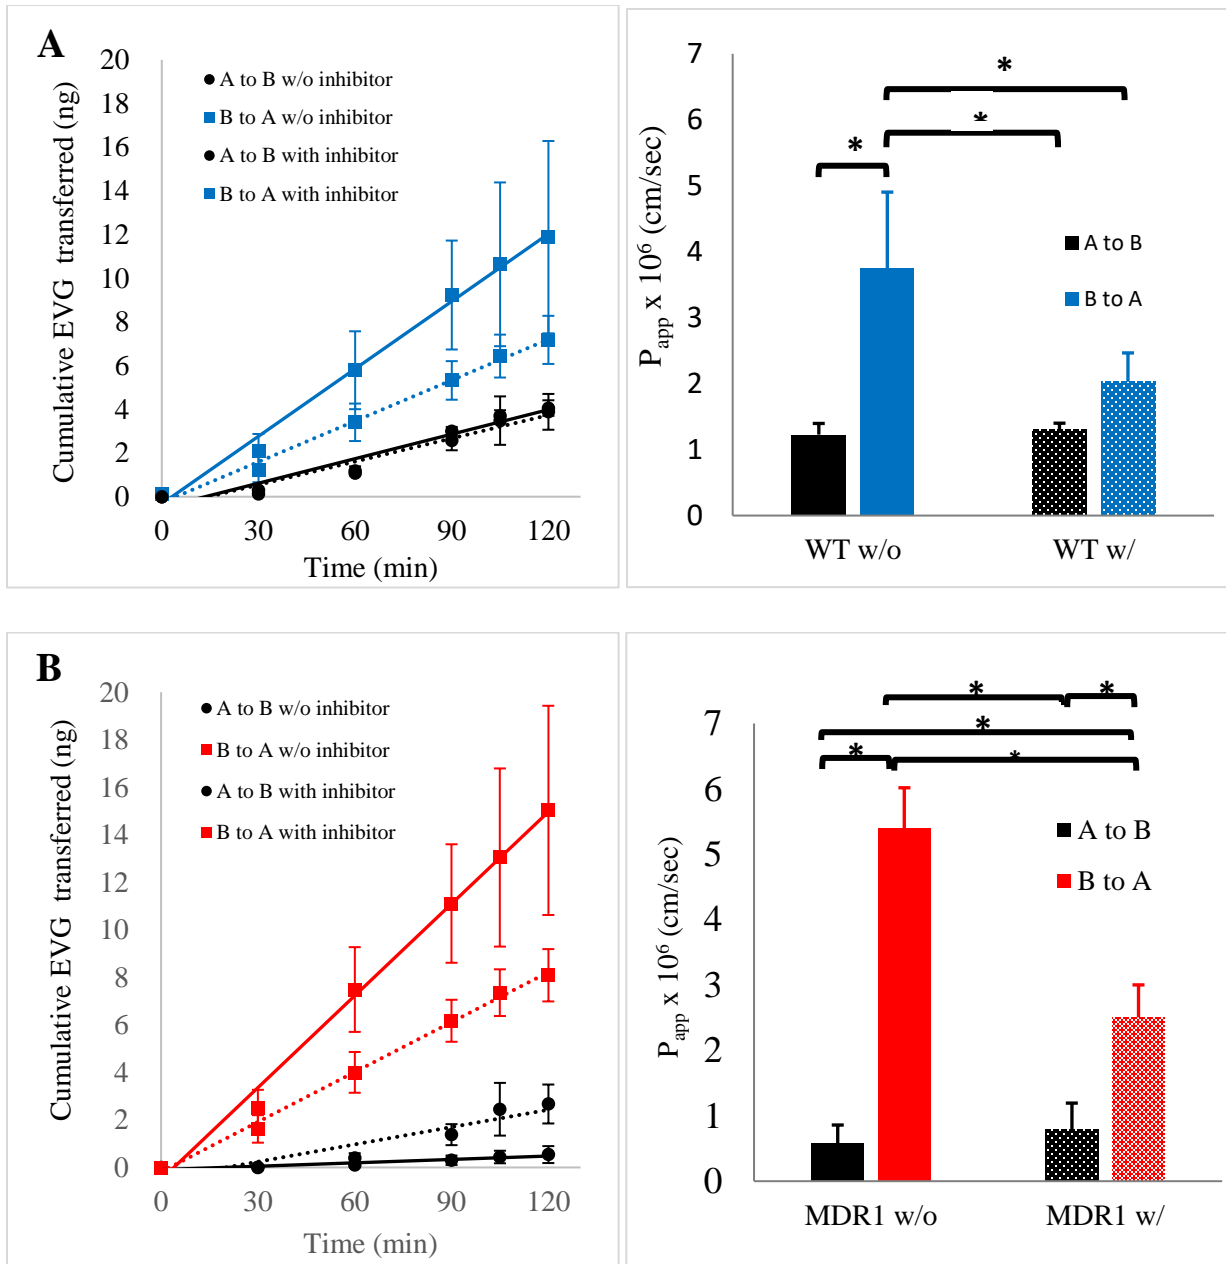 A
Cumulative EVG transferred (ng)
20
18
16
14
12
10
8
6
4
2
0
A to B w/o inhibitor
B to A w/o inhibitor
A to B with inhibitor
B to A with inhibitor
0 30 60 90 120
Time (min)
Papp x 10⁶ (cm/sec)
7
6
5
4
3
2
1
0
*
*
*
A to B
B to A
WT w/o WT w/
B
Cumulative EVG transferred (ng)
20
18
16
14
12
10
8
6
4
2
0
A to B w/o inhibitor
B to A w/o inhibitor
A to B with inhibitor
B to A with inhibitor
0 30 60 90 120
Time (min)
Papp x 10⁶ (cm/sec)
7
6
5
4
3
2
1
0
* *
*
* *
A to B
B to A
MDR1 w/o MDR1 w/